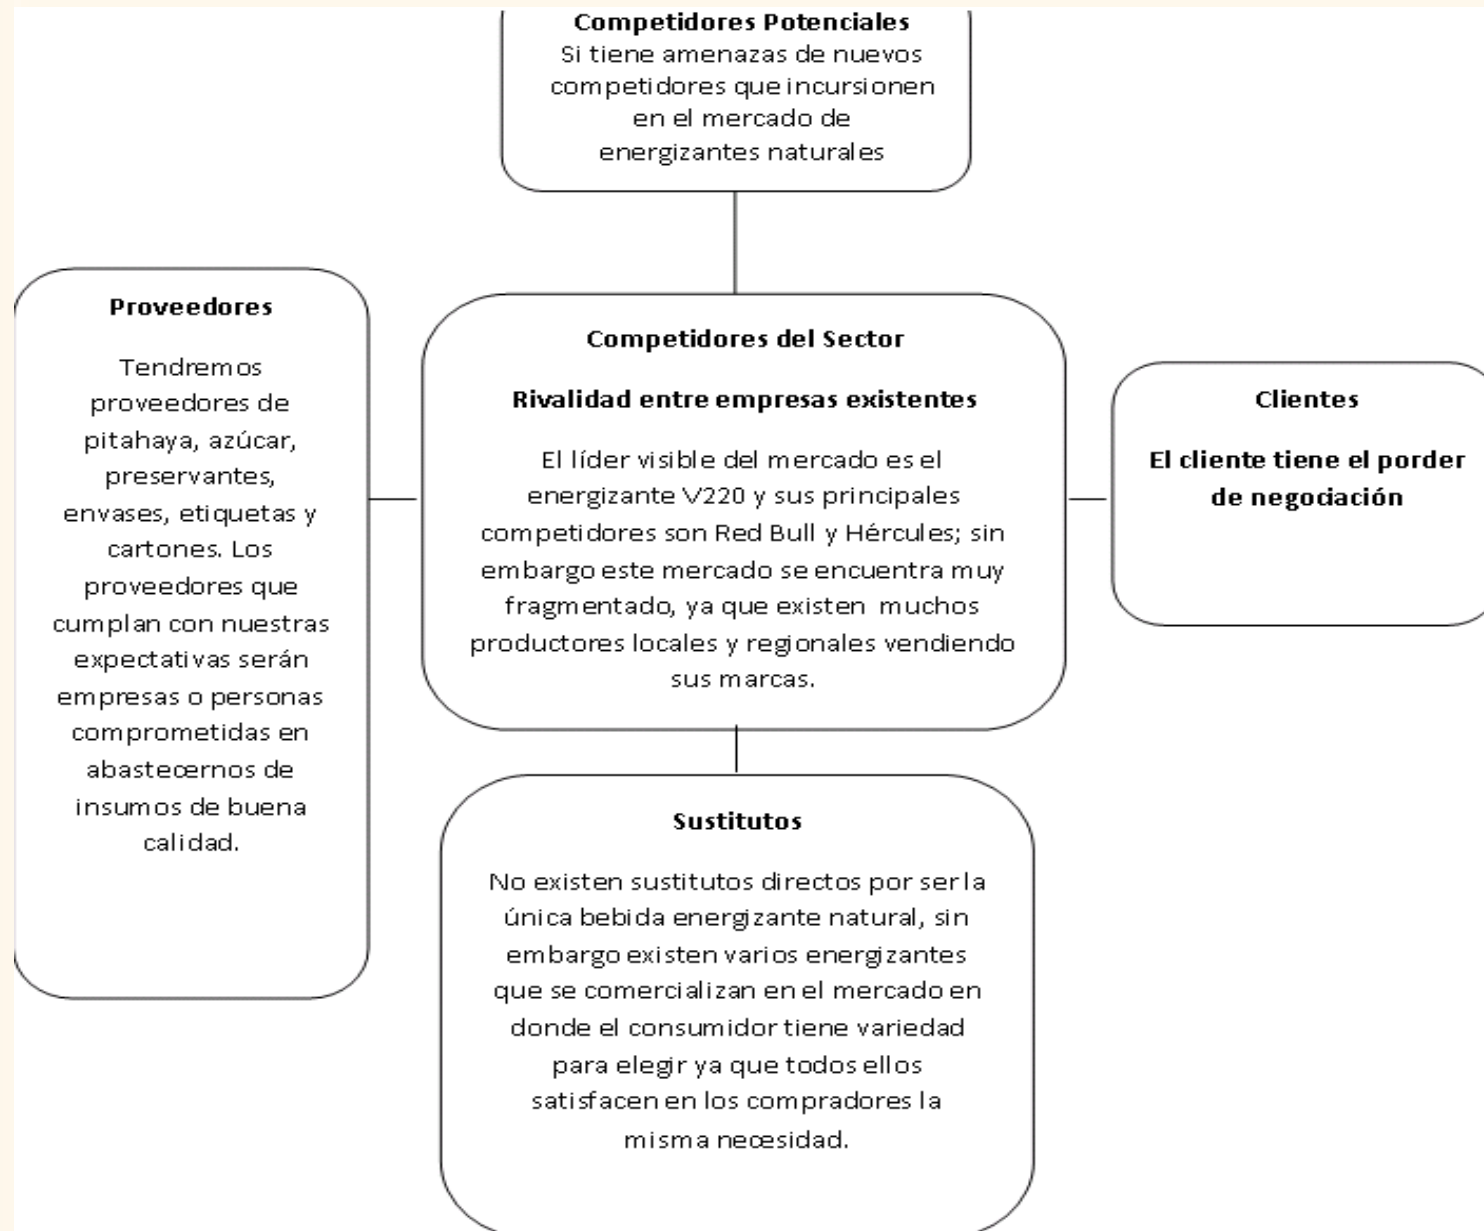 Competidores Potenciales
Si tiene amenazas de nuevos
competidores que incursionen
en el mercado de
energizantes naturales
Proveedores
Tendremos
proveedores de
pitahaya, azúcar,
preservantes,
envases, etiquetas y
cartones. Los
proveedores que
cumplan con nuestras
expectativas serán
empresas o personas
comprometidas en
abastecernos de
insumos de buena
calidad.
Competidores del Sector
Rivalidad entre empresas existentes
El líder visible del mercado es el
energizante V220 y sus principales
competidores son Red Bull y Hércules; sin
embargo este mercado se encuentra muy
fragmentado, ya que existen muchos
productores locales y regionales vendiendo
sus marcas.
Clientes
El cliente tiene el porder
de negociación
Sustitutos
No existen sustitutos directos por ser la
única bebida energizante natural, sin
embargo existen varios energizantes
que se comercializan en el mercado en
donde el consumidor tiene variedad
para elegir ya que todos ellos
satisfacen en los compradores la
misma necesidad.